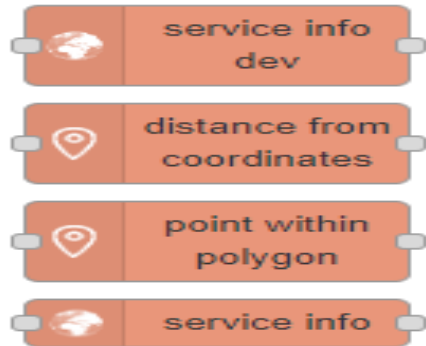 service info
dev
distance from
coordinates
point within
polygon
service info